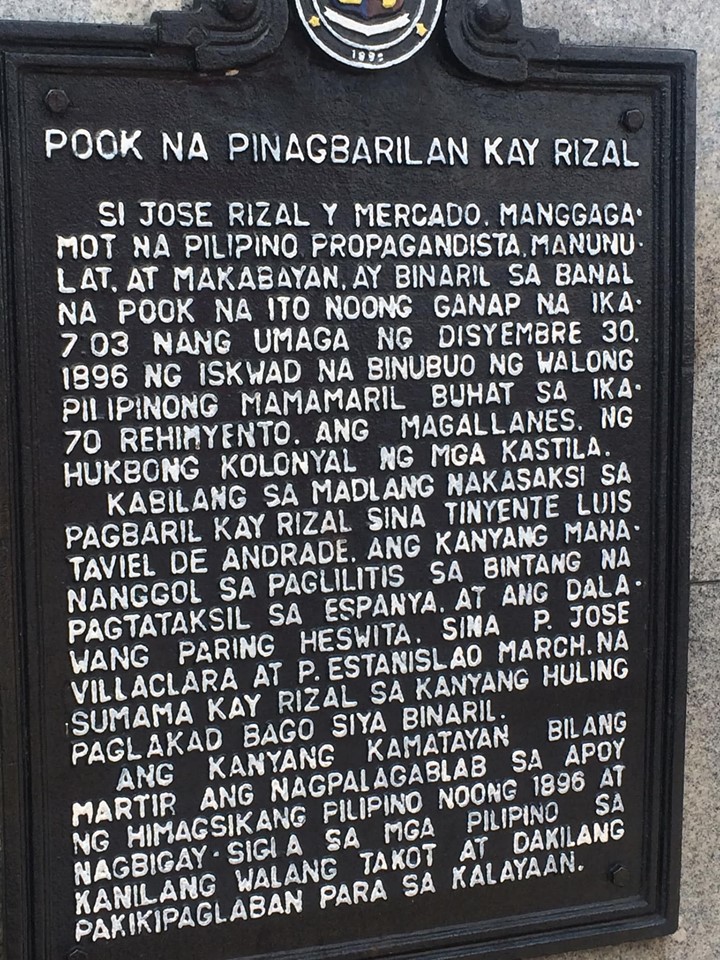 POOK NA PINAGBARILAN KAY RIZAL
SI JOSE RIZAL Y MERCADO, MANGGAGA-
MOT NA PILIPINO, PROPAGANDISTA, MANUNU-
LAT, AT MAKABAYAN, AY BINARIL SA BANAL
NA POOK NA ITO NOONG GANAP NA IKA-
7.03 NANG UMAGA NG DISYEMBRE 30,
1896 NG ISKWAD NA BINUBUO NG WALONG
PILIPINONG MAMAMARIL BUHAT SA IKA-
70 REHIMYENTO, ANG MAGALLANES, NG
HUKBONG KOLONYAL NG MGA KASTILA.
KABILANG SA MADLANG NAKASAKSI SA
PAGBARIL KAY RIZAL SINA TINYENTE LUIS
TAVIEL DE ANDRADE, ANG KANYANG MANA-
NANGGOL SA PAGLILITIS SA BINTANG NA
PAGTATAKSIL SA ESPANYA, AT ANG DALA-
WANG PARING HESWITA, SINA P. JOSE
VILLACLARA AT P. ESTANISLAO MARCH, NA
SUMAMA KAY RIZAL SA KANYANG HULING
PAGLAKAD BAGO SIYA BINARIL.
ANG KANYANG KAMATAYAN BILANG
MARTIR ANG NAGPALAGABLAB SA APOY
NG HIMAGSIKANG PILIPINO NOONG 1896 AT
NAGBIGAY-SIGLA SA MGA PILIPINO SA
KANILANG WALANG TAKOT AT DAKILANG
PAKIKIPAGLABAN PARA SA KALAYAAN.